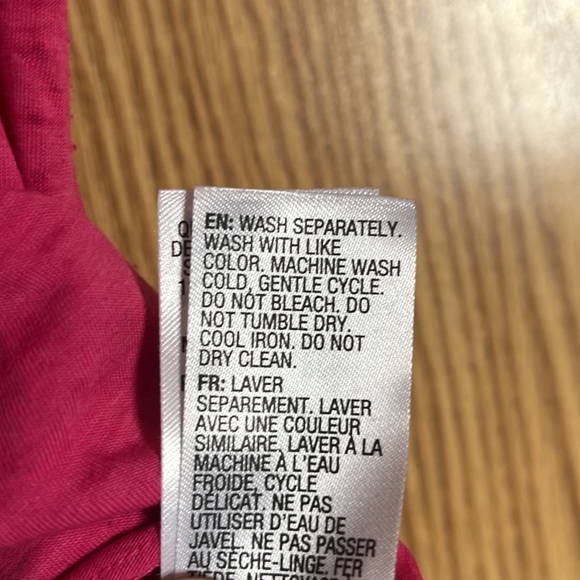 EN: WASH SEPARATELY.
WASH WITH LIKE
COLOR. MACHINE WASH
COLD, GENTLE CYCLE.
DO NOT BLEACH. DO
NOT TUMBLE DRY.
COOL IRON. DO NOT
DRY CLEAN.
FR: LAVER
SEPAREMENT. LAVER
AVEC UNE COULEUR
SIMILAIRE. LAVER À LA
MACHINE À L'EAU
FROIDE, CYCLE
DÉLICAT. NE PAS
UTILISER D'EAU DE
JAVEL. NE PAS PASSER
AU SÈCHE-LINGE. FER